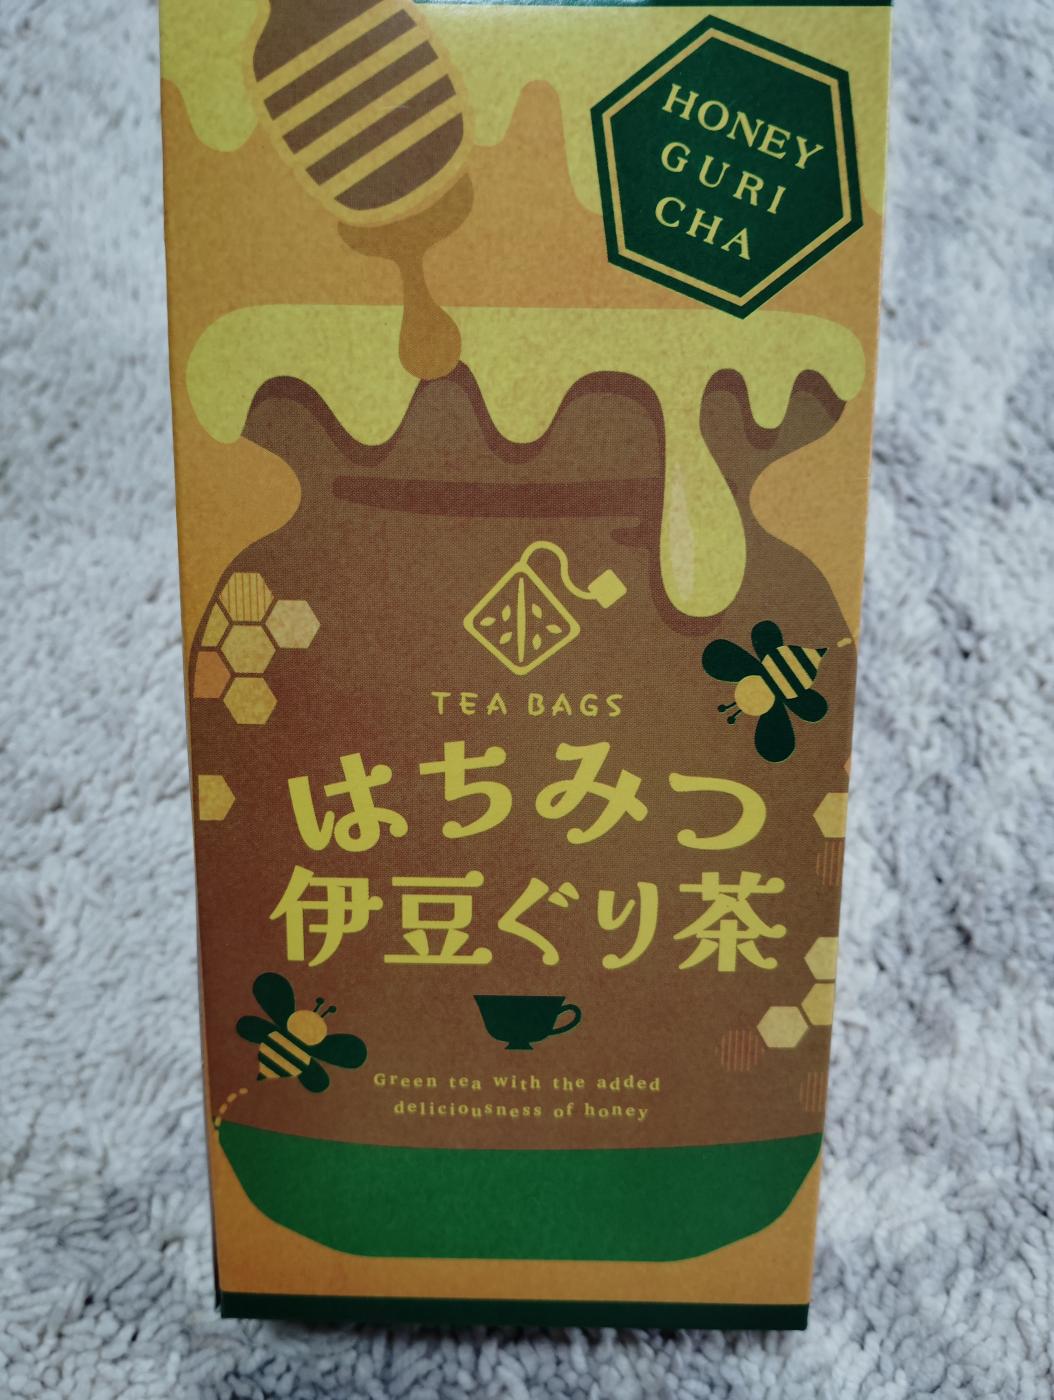 HONEY
GURI
CHA
TEA BAGS
はちみつ
伊豆ぐり茶
Green tea with the added
deliciousness of honey